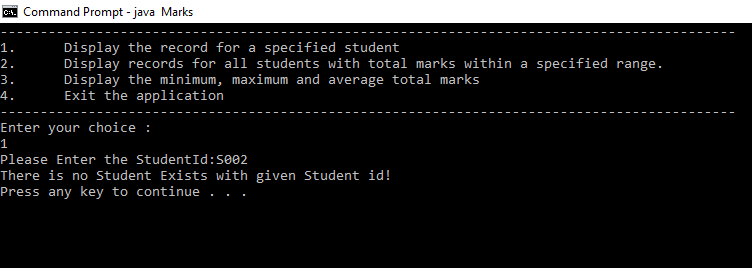 Command Prompt - java Marks
--------------------------------------------------------------------------------------------
1. Display the record for a specified student
2. Display records for all students with total marks within a specified range.
3. Display the minimum, maximum and average total marks
4. Exit the application
--------------------------------------------------------------------------------------------
Enter your choice :
1
Please Enter the StudentId:S002
There is no Student Exists with given Student id!
Press any key to continue . . .